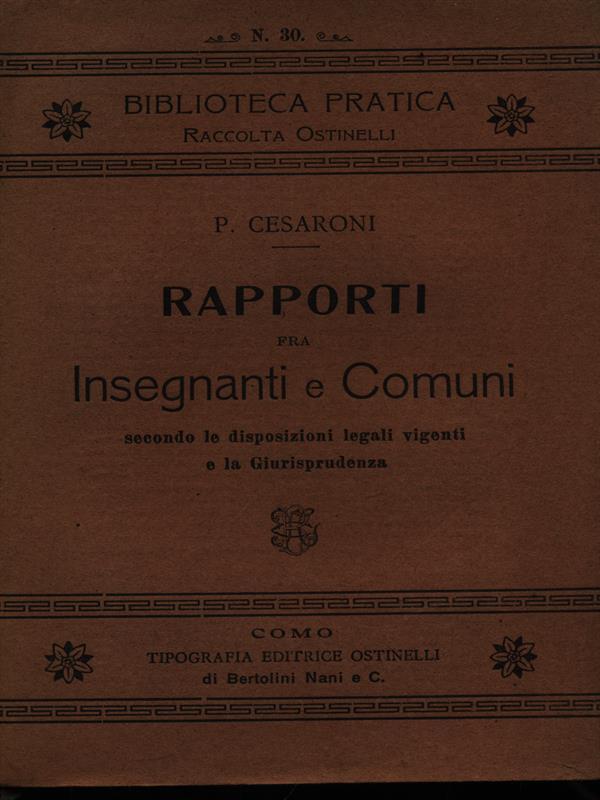 N. 30.
BIBLIOTECA PRATICA
RACCOLTA OSTINELLI
P. CESARONI
RAPPORTI
FRA
Insegnanti e Comuni
secondo le disposizioni legali vigenti
e la Giurisprudenza
COMO
TIPOGRAFIA EDITRICE OSTINELLI
di Bertolini Nani e C.